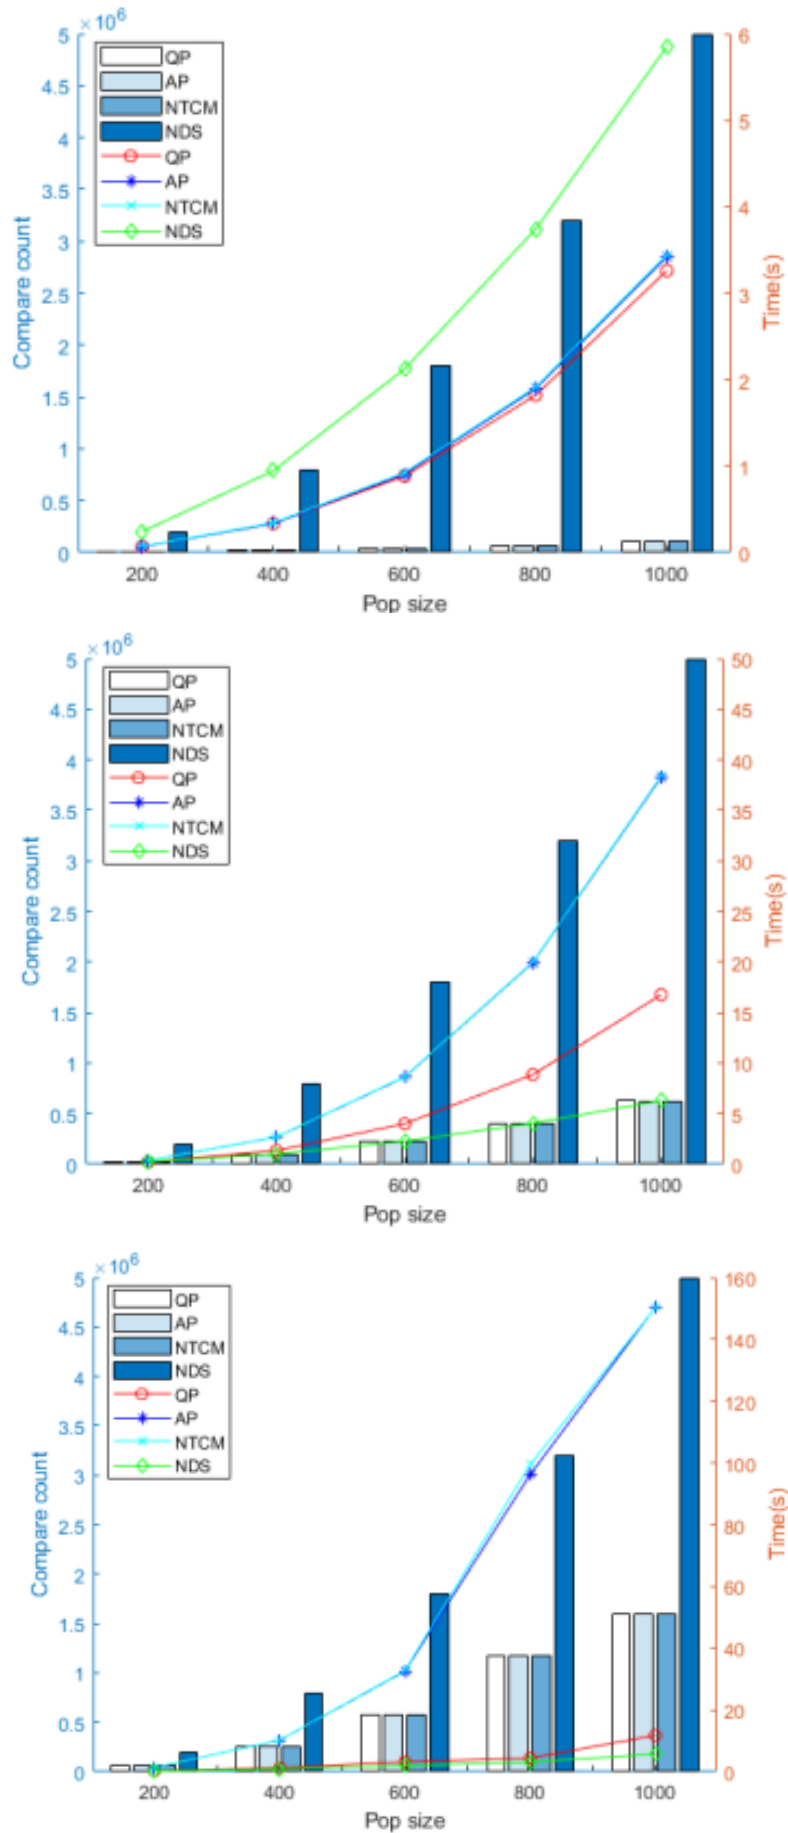 ×10⁶
5
4.5
4
3.5
3
2.5
2
1.5
1
0.5
0
Compare count
QP
AP
NTCM
NDS
QP
AP
NTCM
NDS
6
5
4
3
2
1
0
Time(s)
200 400 600 800 1000
Pop size
×10⁶
5
4.5
4
3.5
3
2.5
2
1.5
1
0.5
0
Compare count
QP
AP
NTCM
NDS
QP
AP
NTCM
NDS
50
45
40
35
30
25
20
15
10
5
0
Time(s)
200 400 600 800 1000
Pop size
×10⁶
5
4.5
4
3.5
3
2.5
2
1.5
1
0.5
0
Compare count
QP
AP
NTCM
NDS
QP
AP
NTCM
NDS
160
140
120
100
80
60
40
20
0
Time(s)
200 400 600 800 1000
Pop size